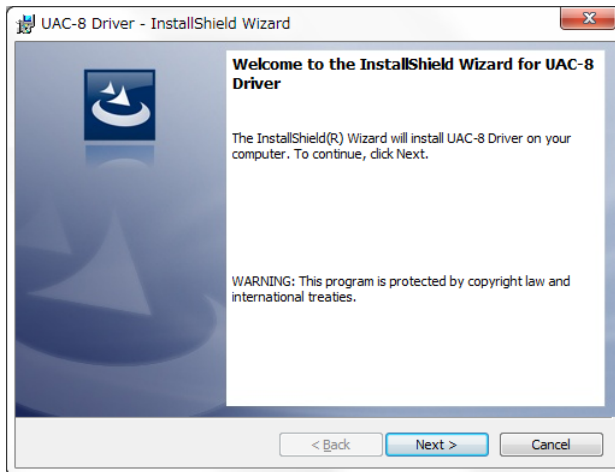 UAC-8 Driver - InstallShield Wizard
Welcome to the InstallShield Wizard for UAC-8
Driver
The InstallShield(R) Wizard will install UAC-8 Driver on your
computer. To continue, click Next.
WARNING: This program is protected by copyright law and
international treaties.
< Back
Next >
Cancel